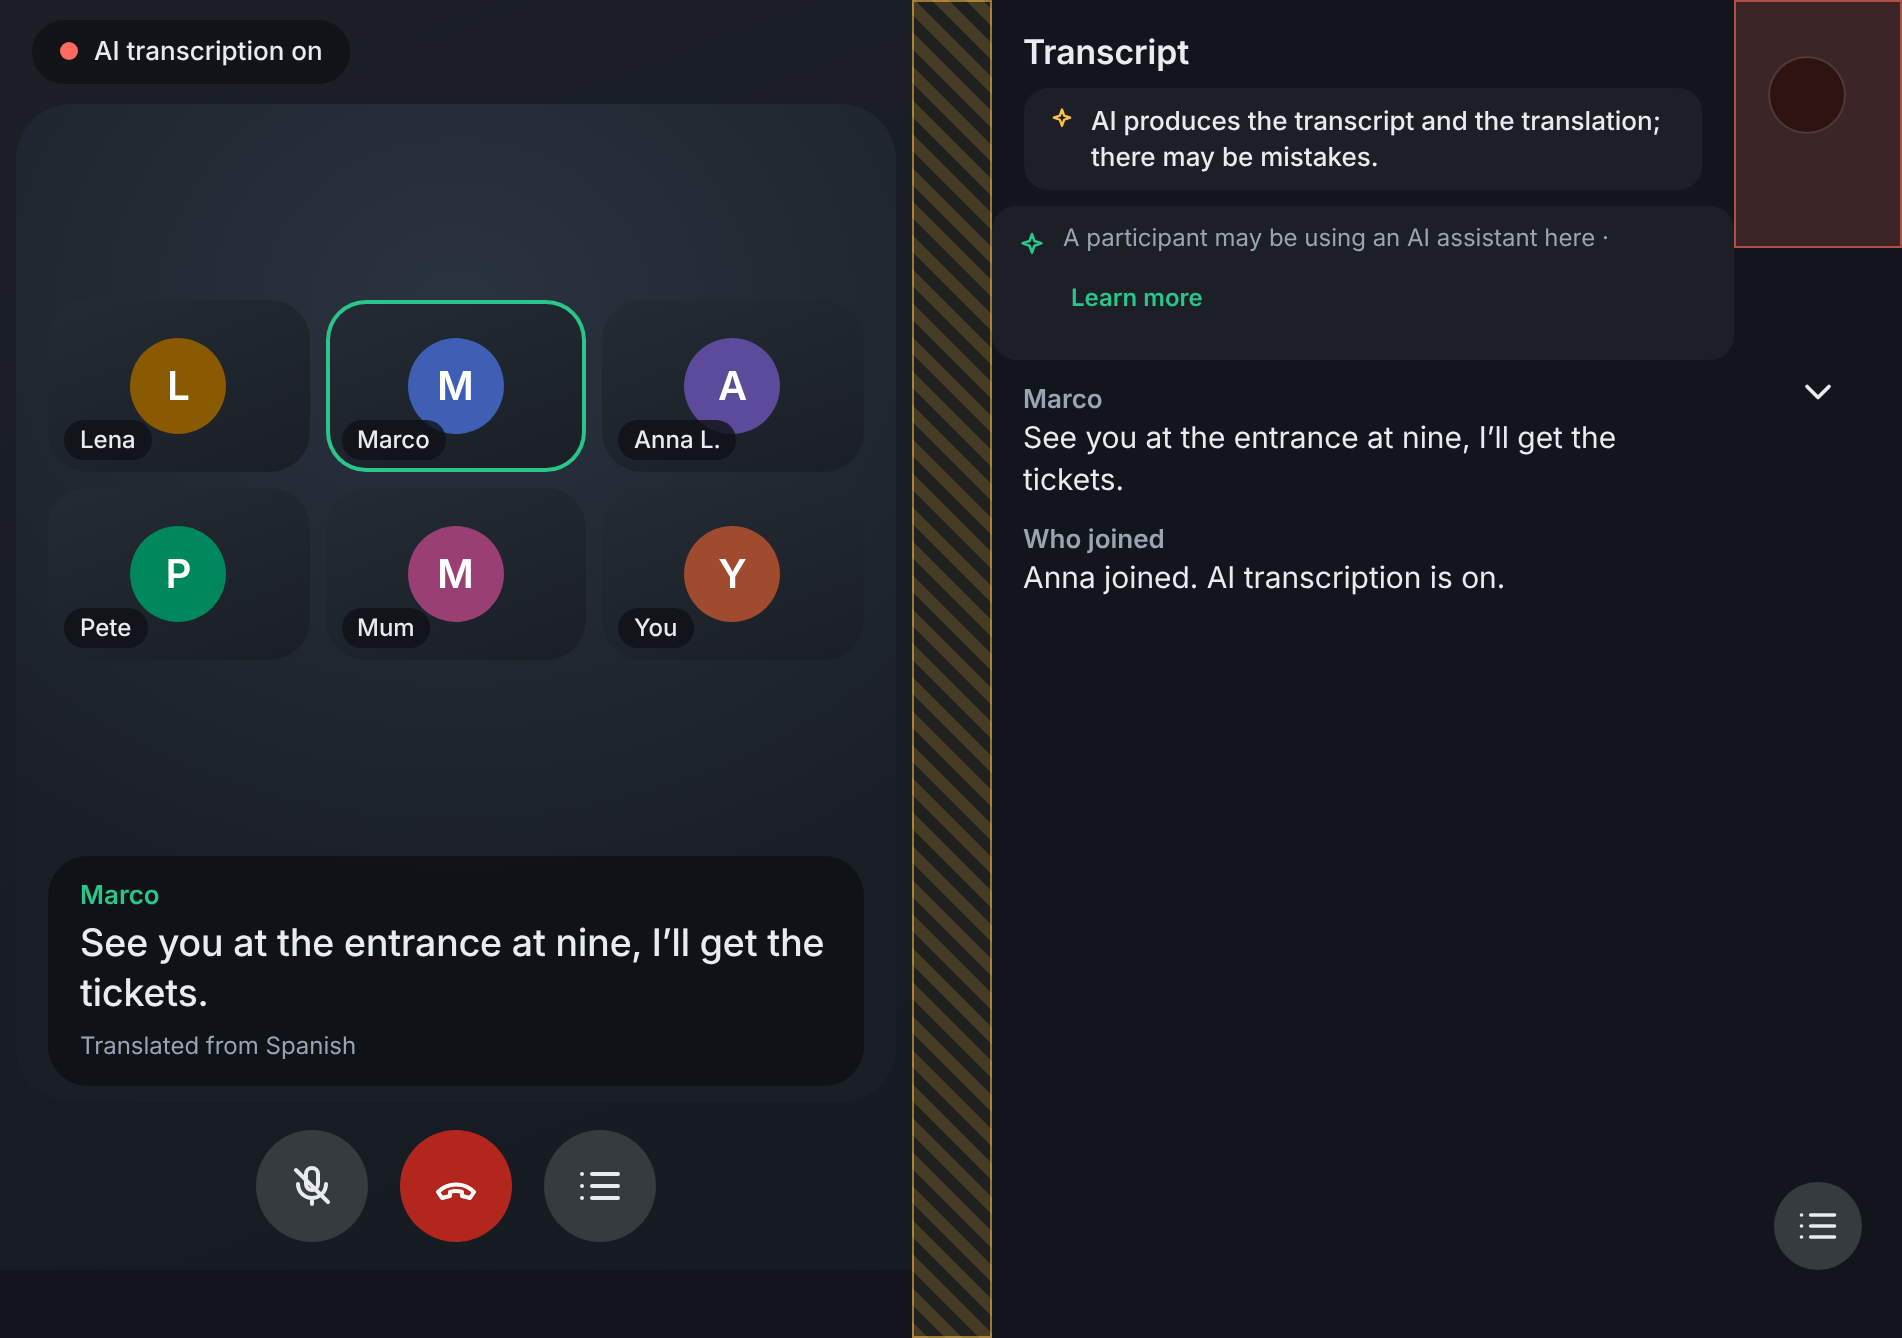 AI transcription on
L
Lena
M
Marco
A
Anna L.
P
Pete
M
Mum
Y
You
Marco
See you at the entrance at nine, I’ll get the
tickets.
Translated from Spanish
Transcript
AI produces the transcript and the translation;
there may be mistakes.
A participant may be using an AI assistant here ·
Learn more
Marco
See you at the entrance at nine, I’ll get the
tickets.
Who joined
Anna joined. AI transcription is on.